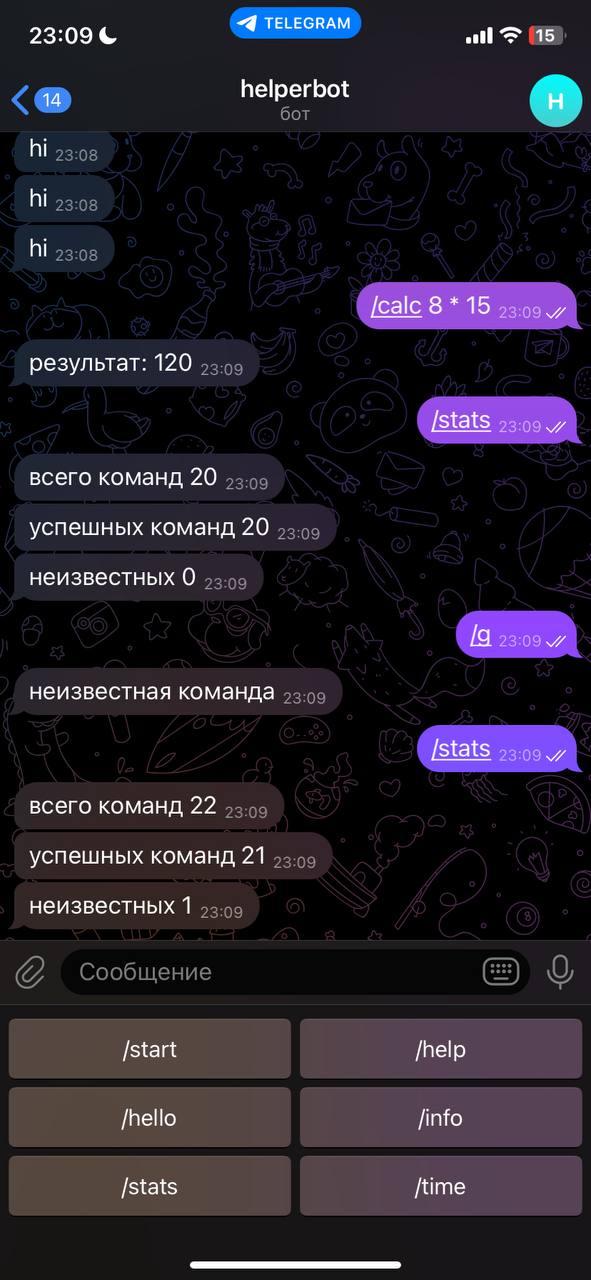 23:09
TELEGRAM
15
14
helperbot
бот
H
hi 23:08
hi 23:08
hi 23:08
/calc 8 * 15 23:09
результат: 120 23:09
/stats 23:09
всего команд 20 23:09
успешных команд 20 23:09
неизвестных 0 23:09
/g 23:09
неизвестная команда 23:09
/stats 23:09
всего команд 22 23:09
успешных команд 21 23:09
неизвестных 1 23:09
Сообщение
/start
/help
/hello
/info
/stats
/time